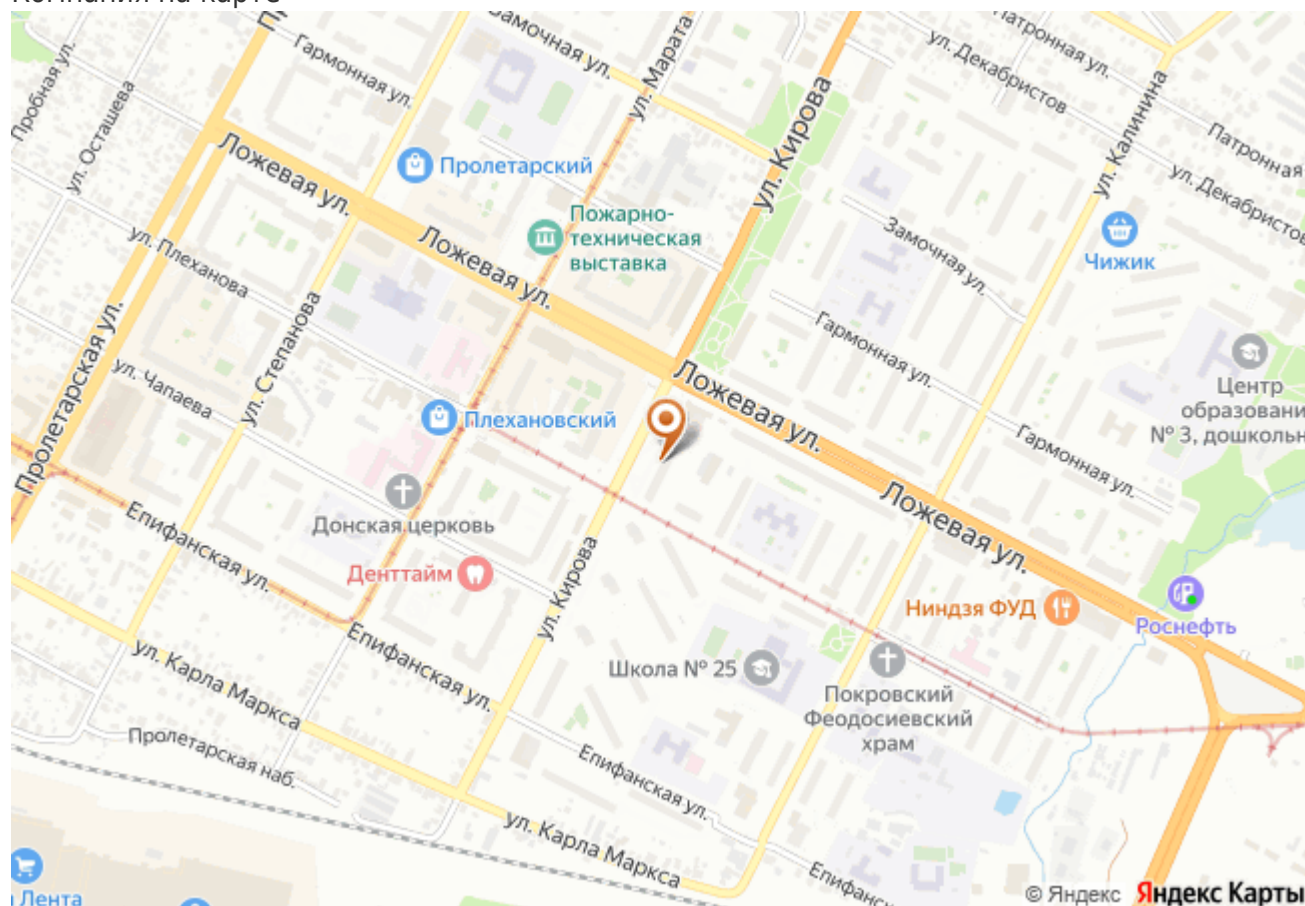 Замочная ул.
ул. Марата
Патронная ул.
Гармонная ул.
ул. Декабристов
Пробная ул.
ул. Осташева
ул. Кирова
ул. Калинина
Патронная
ул. Декабристов
Ложевая ул.
Пролетарский
Пожарно-
техническая
выставка
Замочная ул.
Чижик
ул. Плеханова
Ложевая ул.
ул. Степанова
Гармонная ул.
Центр
образовани
№ 3, дошкольн
Пролетарская ул.
ул. Чапаева
Плехановский
Ложевая ул.
Гармонная ул.
Донская церковь
Ложевая ул.
Епифанская ул.
Денттайм
ул. Кирова
Ниндзя ФУД
Роснефть
Епифанская ул.
Школа № 25
Покровский
Феодосиевский
храм
ул. Карла Маркса
Пролетарская наб.
Епифанская ул.
ул. Карла Маркса
Епифанс
Лента
© Яндекс Яндекс Карты